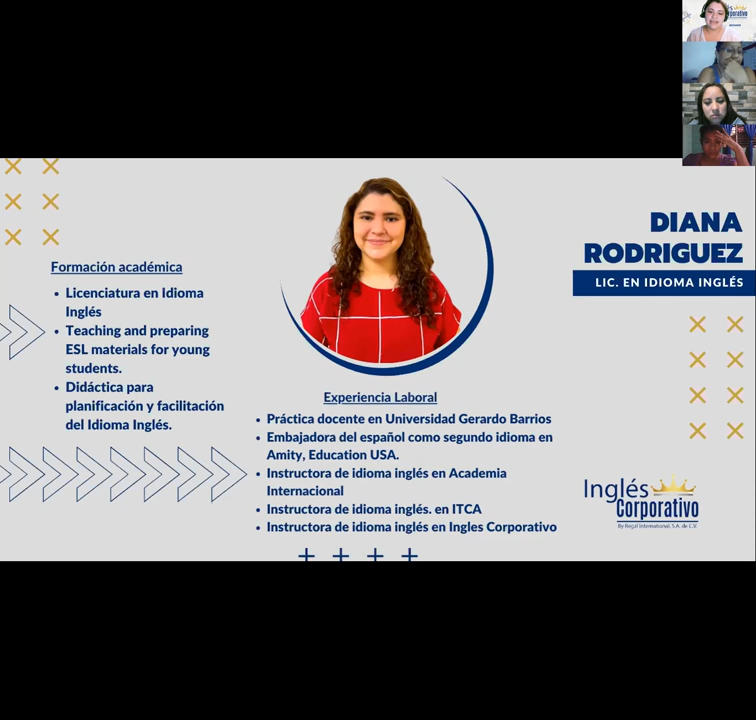 Formación académica
Licenciatura en Idioma
Inglés
Teaching and preparing
ESL materials for young
students.
Didáctica para
planificación y facilitación
del Idioma Inglés.
Experiencia Laboral
Práctica docente en Universidad Gerardo Barrios
Embajadora del español como segundo idioma en
Amity, Education USA.
Instructora de idioma inglés en Academia
Internacional
Instructora de idioma inglés. en ITCA
Instructora de idioma inglés en Ingles Corporativo
DIANA
RODRIGUEZ
LIC. EN IDIOMA INGLÉS
Inglés
Corporativo
By Regal International, S.A. de C.V.